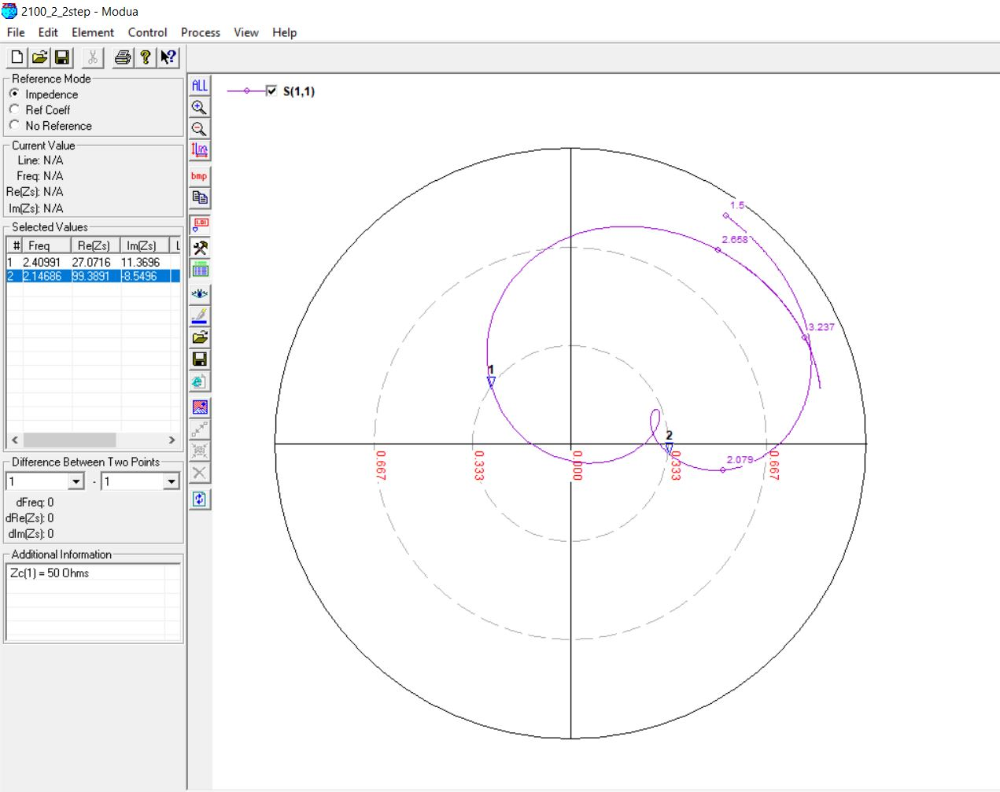 2100_2_2step - Modua
File Edit Element Control Process View Help
Reference Mode
Impedence
Ref Coeff
No Reference
Current Value
Line: N/A
Freq: N/A
Re(Zs): N/A
Im(Zs): N/A
Selected Values
# Freq Re(Zs) Im(Zs) L
1 2.40991 27.0716 11.3696
2 2.14686 99.3891 -8.5496
Difference Between Two Points
1 - 1
dFreq: 0
dRe(Zs): 0
dIm(Zs): 0
Additional Information
Zc(1) = 50 Ohms
ALL
bmp
1.01
S(1,1)
1.5
2.658
3.237
1
2
2.079
0.667
0.333
0.000
0.333
0.667